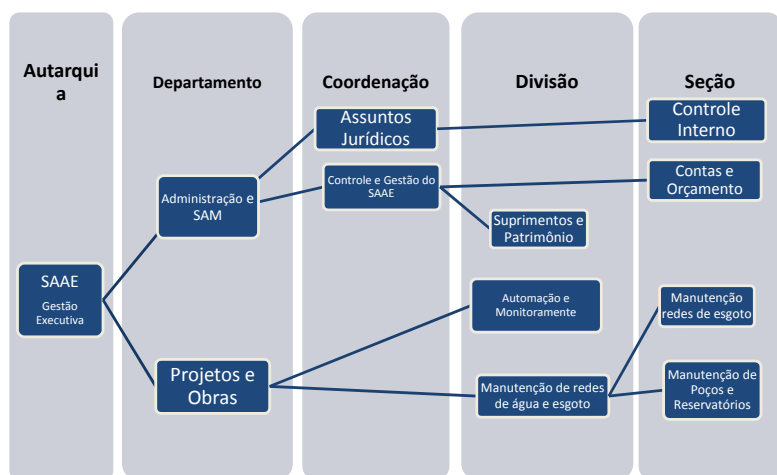 Autarqui
a
Departamento
Coordenação
Divisão
Seção
Assuntos
Jurídicos
Controle
Interno
Administração e
SAM
Controle e Gestão do
SAAE
Contas e
Orçamento
Suprimentos e
Patrimônio
SAAE
Gestão
Executiva
Automação e
Monitoramente
Manutenção
redes de esgoto
Projetos e
Obras
Manutenção de redes
de água e esgoto
Manutenção de
Poços e
Reservatórios